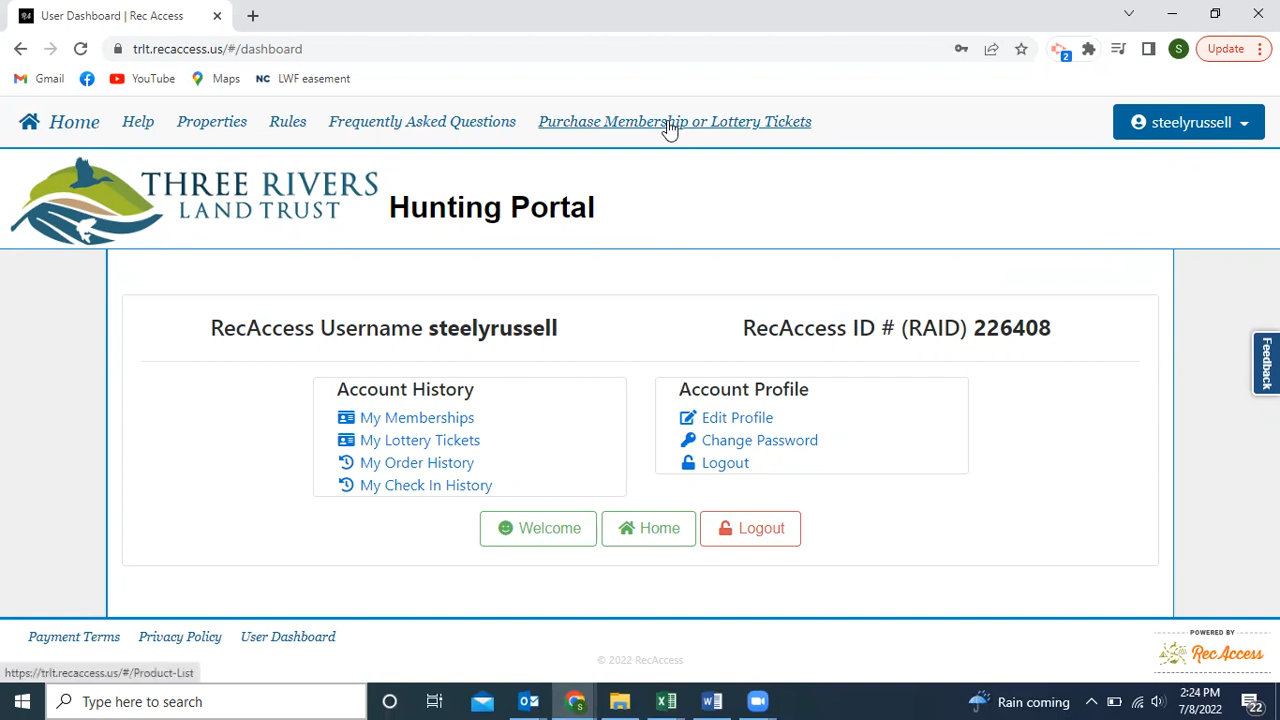 User Dashboard | Rec Access
trlt.recaccess.us/#/dashboard
2
S
Update
Gmail
YouTube
Maps
NC LWF easement
Home
Help
Properties
Rules
Frequently Asked Questions
Purchase Membership or Lottery Tickets
steelyrussell
THREE RIVERS
LAND TRUST
Hunting Portal
RecAccess Username steelyrussell
RecAccess ID # (RAID) 226408
Account History
My Memberships
My Lottery Tickets
My Order History
My Check In History
Account Profile
Edit Profile
Change Password
Logout
Welcome
Home
Logout
Feedback
Payment Terms
Privacy Policy
User Dashboard
POWERED BY
RecAccess
© 2022 RecAccess
https://trlt.recaccess.us/#/Product-List
Type here to search
Rain coming
2:24 PM
7/8/2022
22